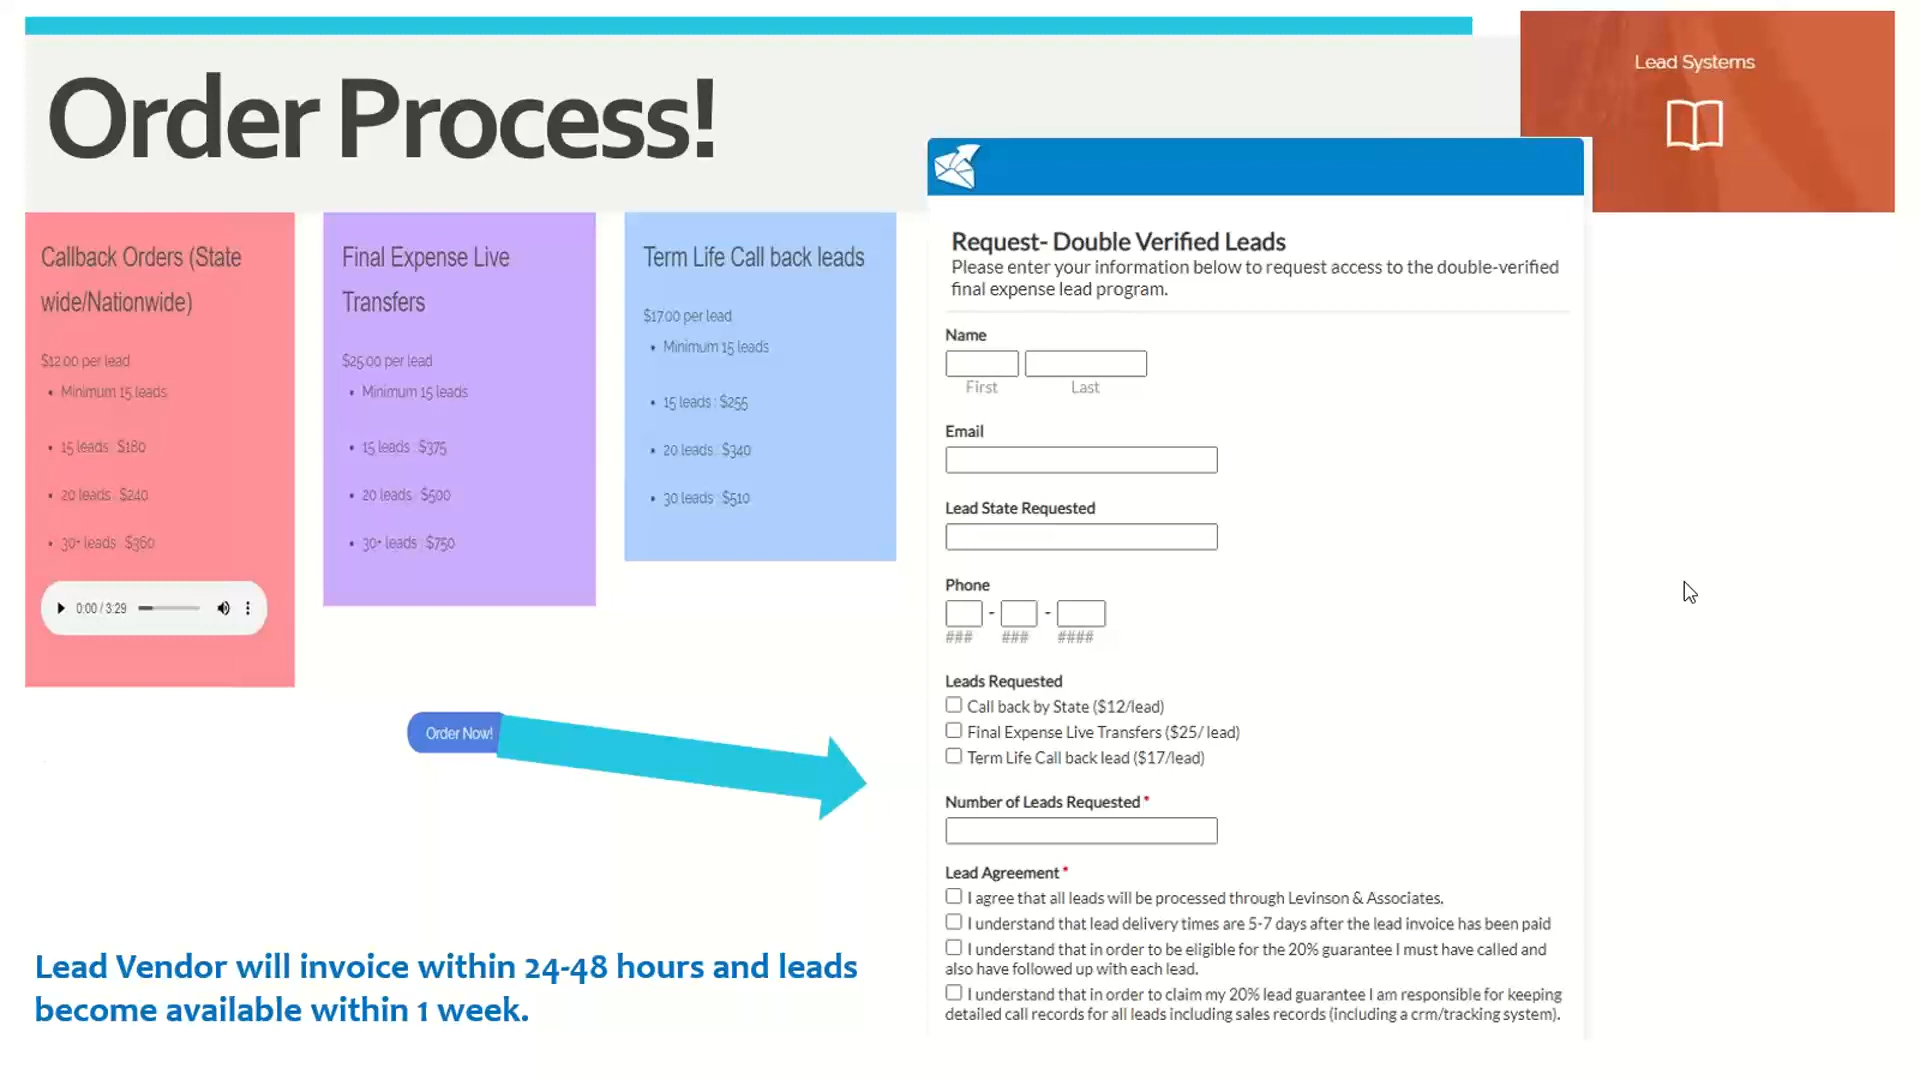 Order Process!
Lead Systems
Callback Orders (State
wide/Nationwide)
$12.00 per lead
• Minimum 15 leads
• 15 leads : $180
• 20 leads : $240
• 30+ leads : $360
0:00 / 3:29
Final Expense Live
Transfers
$25.00 per lead
• Minimum 15 leads
• 15 leads : $375
• 20 leads : $500
• 30+ leads : $750
Term Life Call back leads
$17.00 per lead
• Minimum 15 leads
• 15 leads : $255
• 20 leads : $340
• 30 leads : $510
Order Now!
Lead Vendor will invoice within 24-48 hours and leads
become available within 1 week.
Request- Double Verified Leads
Please enter your information below to request access to the double-verified
final expense lead program.
Name
First Last
Email
Lead State Requested
Phone
- -
### ### ####
Leads Requested
Call back by State ($12/lead)
Final Expense Live Transfers ($25/ lead)
Term Life Call back lead ($17/lead)
Number of Leads Requested *
Lead Agreement *
I agree that all leads will be processed through Levinson & Associates.
I understand that lead delivery times are 5-7 days after the lead invoice has been paid
I understand that in order to be eligible for the 20% guarantee I must have called and
also have followed up with each lead.
I understand that in order to claim my 20% lead guarantee I am responsible for keeping
detailed call records for all leads including sales records (including a crm/tracking system).